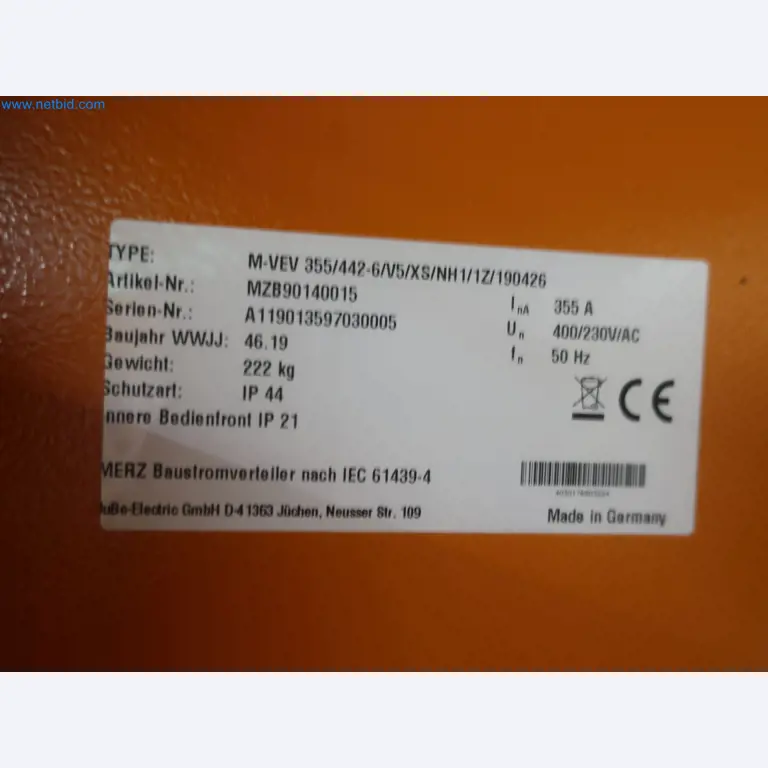 www.netbid.com
TYPE: M-VEV 355/442-6/V5/XS/NH1/1Z/190426
Artikel-Nr.: MZB90140015
Serien-Nr.: A119013597030005
Baujahr WWJJ: 46.19
Gewicht: 222 kg
Schutzart: IP 44
nnere Bedienfront IP 21
InA 355 A
Un 400/230V/AC
fn 50 Hz
CE
MERZ Baustromverteiler nach IEC 61439-4
GmbH D-41363 Jüchen, Neusser Str. 109
Made in Germany